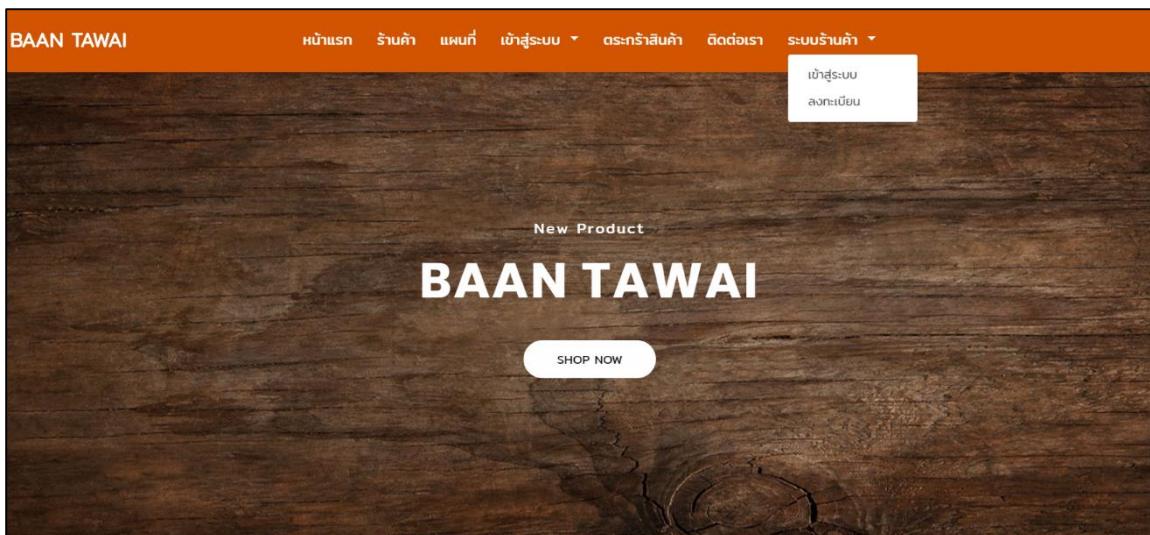 BAAN TAWAI หน้าแรก ร้านค้า แผนที่ เข้าสู่ระบบ ตระกร้าสินค้า ติดต่อเรา ระบบร้านค้า
เข้าสู่ระบบ
ลงทะเบียน
New Product
BAAN TAWAI
SHOP NOW